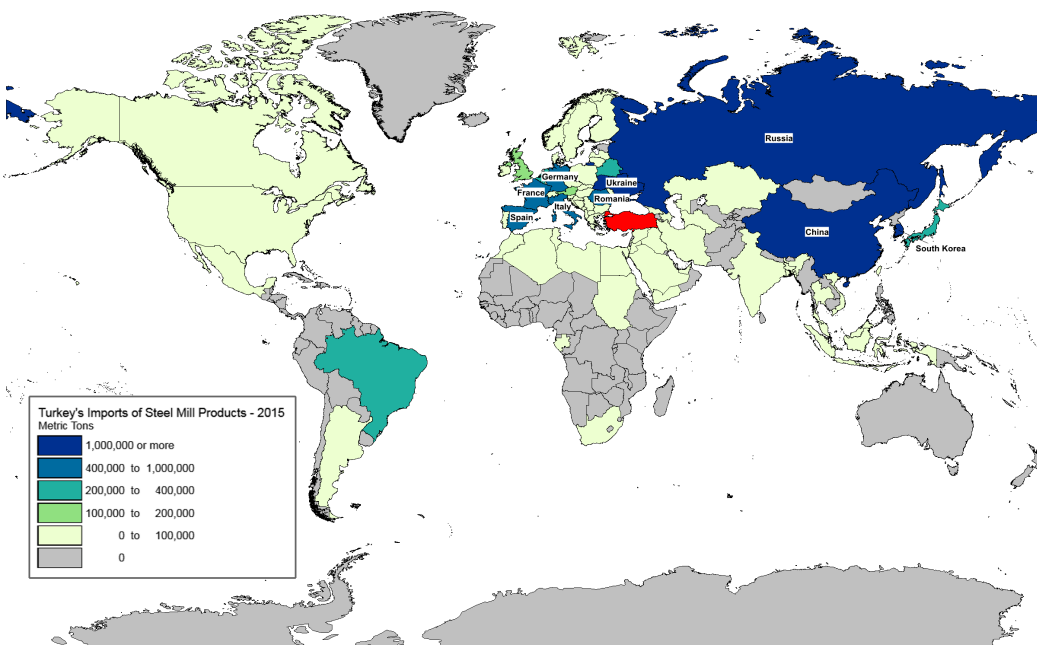 Russia
Germany
Ukraine
France
Romania
Italy
Spain
China
South Korea
Turkey's Imports of Steel Mill Products - 2015
Metric Tons
1,000,000 or more
400,000 to 1,000,000
200,000 to 400,000
100,000 to 200,000
0 to 100,000
0